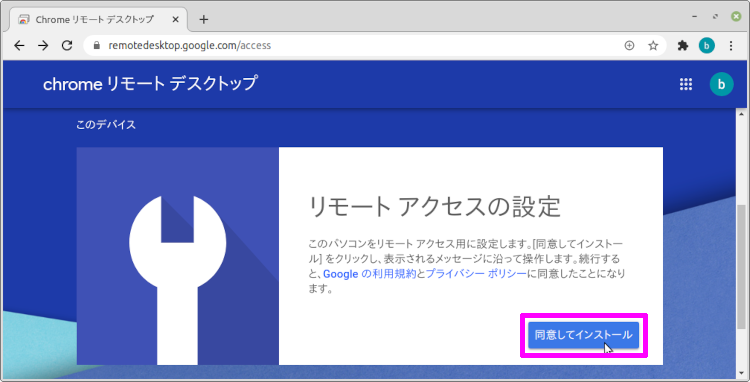 Chrome リモート デスクトップ
remotedesktop.google.com/access
b
chrome リモート デスクトップ
b
このデバイス
リモート アクセスの設定
このパソコンをリモート アクセス用に設定します。[同意してインストー
ル] をクリックし、表示されるメッセージに沿って操作します。続行する
と、Google の利用規約とプライバシー ポリシーに同意したことになり
ます。
同意してインストール